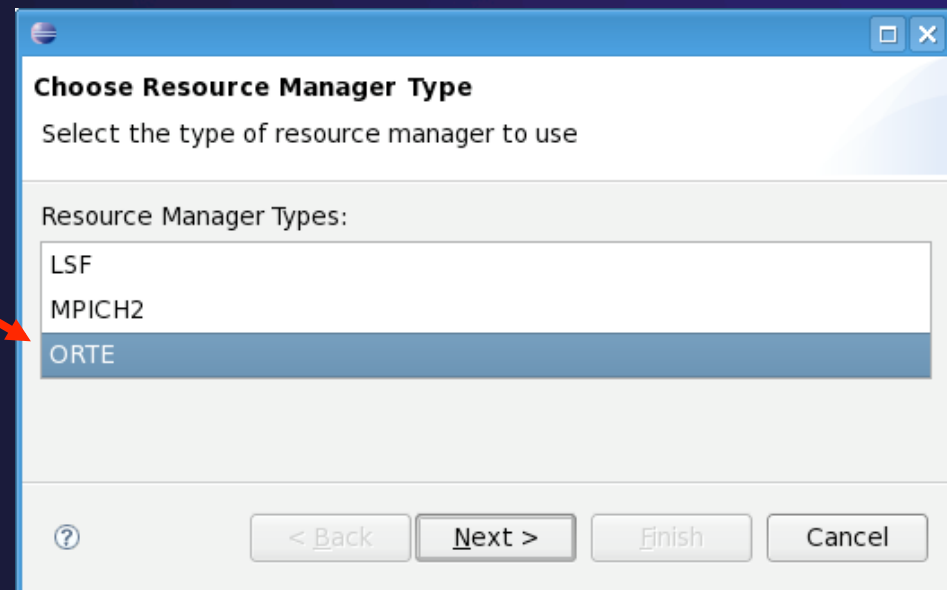 Choose Resource Manager Type
Select the type of resource manager to use
Resource Manager Types:
LSF
MPICH2
ORTE
< Back Next > Finish Cancel